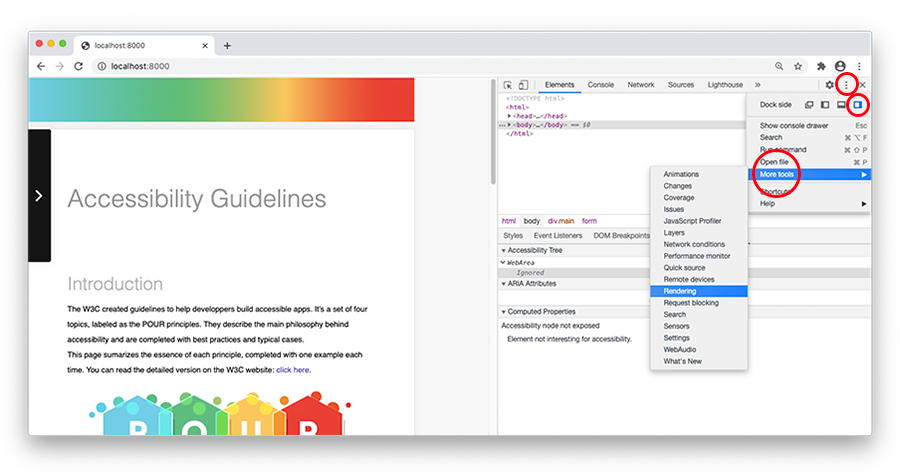 localhost:8000
localhost:8000
Accessibility Guidelines
Introduction
The W3C created guidelines to help developpers build accessible apps. It's a set of four
topics, labeled as the POUR principles. They describe the main philosophy behind
accessibility and are completed with best practices and typical cases.
This page sumarizes the essence of each principle, completed with one example each
time. You can read the detailed version on the W3C website: click here.
P O U R
Elements Console Network Sources Lighthouse »
<!DOCTYPE html>
<html>
<head>…</head>
… <body>…</body> == $0
</html>
Dock side
Show console drawer Esc
Search ⌘ ⌥ F
Run command ⌘ ⇧ P
Open file ⌘ P
More tools
Shortcuts
Help
Animations
Changes
Coverage
Issues
JavaScript Profiler
Layers
Network conditions
Performance monitor
Quick source
Remote devices
Rendering
Request blocking
Search
Sensors
Settings
WebAudio
What's New
html body div.main form
Styles Event Listeners DOM Breakpoints
Accessibility Tree
WebArea
Ignored
ARIA Attributes
Computed Properties
Accessibility node not exposed
Element not interesting for accessibility.